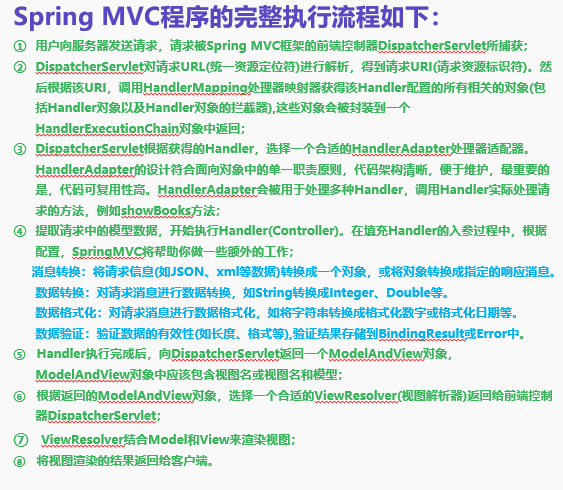 Spring MVC程序的完整执行流程如下：
① 用户向服务器发送请求，请求被Spring MVC框架的前端控制器DispatcherServlet所捕获；
② DispatcherServlet对请求URL(统一资源定位符)进行解析，得到请求URI(请求资源标识符)。然
后根据该URI，调用HandlerMapping处理器映射器获得该Handler配置的所有相关的对象(包
括Handler对象以及Handler对象的拦截器),这些对象会被封装到一个
HandlerExecutionChain对象中返回；
③ DispatcherServlet根据获得的Handler，选择一个合适的HandlerAdapter处理器适配器。
HandlerAdapter的设计符合面向对象中的单一职责原则，代码架构清晰，便于维护，最重要的
是，代码可复用性高。HandlerAdapter会被用于处理多种Handler，调用Handler实际处理请
求的方法，例如showBooks方法；
④ 提取请求中的模型数据，开始执行Handler(Controller)。在填充Handler的入参过程中，根据
配置，SpringMVC将帮助你做一些额外的工作；
消息转换：将请求信息(如JSON、xml等数据)转换成一个对象，或将对象转换成指定的响应消息。
数据转换：对请求消息进行数据转换，如String转换成Integer、Double等。
数据格式化：对请求消息进行数据格式化，如将字符串转换成格式化数字或格式化日期等。
数据验证：验证数据的有效性(如长度、格式等),验证结果存储到BindingResult或Error中。
⑤ Handler执行完成后，向DispatcherServlet返回一个ModelAndView对象，
ModelAndView对象中应该包含视图名或视图名和模型；
⑥ 根据返回的ModelAndView对象，选择一个合适的ViewResolver(视图解析器)返回给前端控制
器DispatcherServlet；
⑦ ViewResolver结合Model和View来渲染视图；
⑧ 将视图渲染的结果返回给客户端。